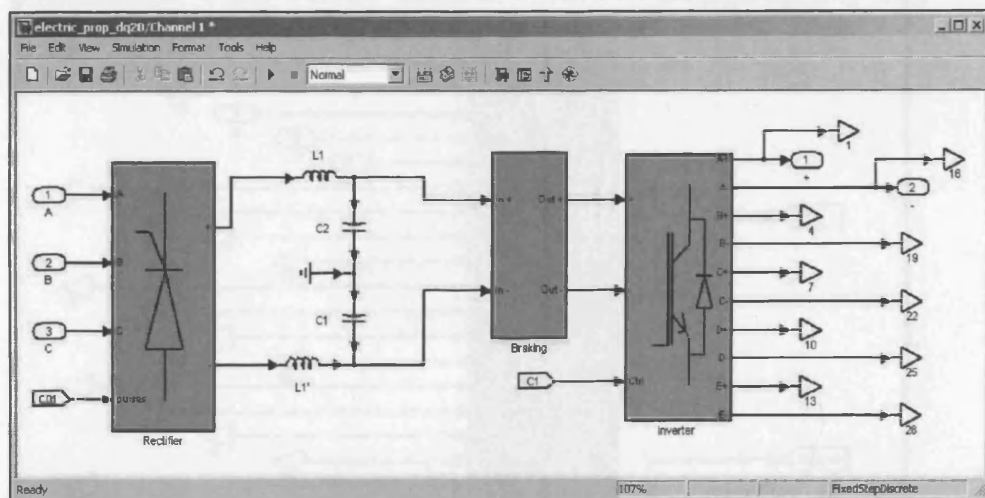 electric_prop_dq20/Channel 1 *
File Edit View Simulation Format Tools Help
Normal
1
A
2
B
3
C
C01
A
B
C
pulses
+
-
Rectifier
L1
C2
C1
L1'
In +
In -
Out +
Out -
Braking
C1
+
-
Ctrl
A+
A-
B+
B-
C+
C-
D+
D-
E+
E-
Inverter
1
1
+
16
2
-
4
19
7
22
10
25
13
28
Ready
107%
FixedStepDiscrete